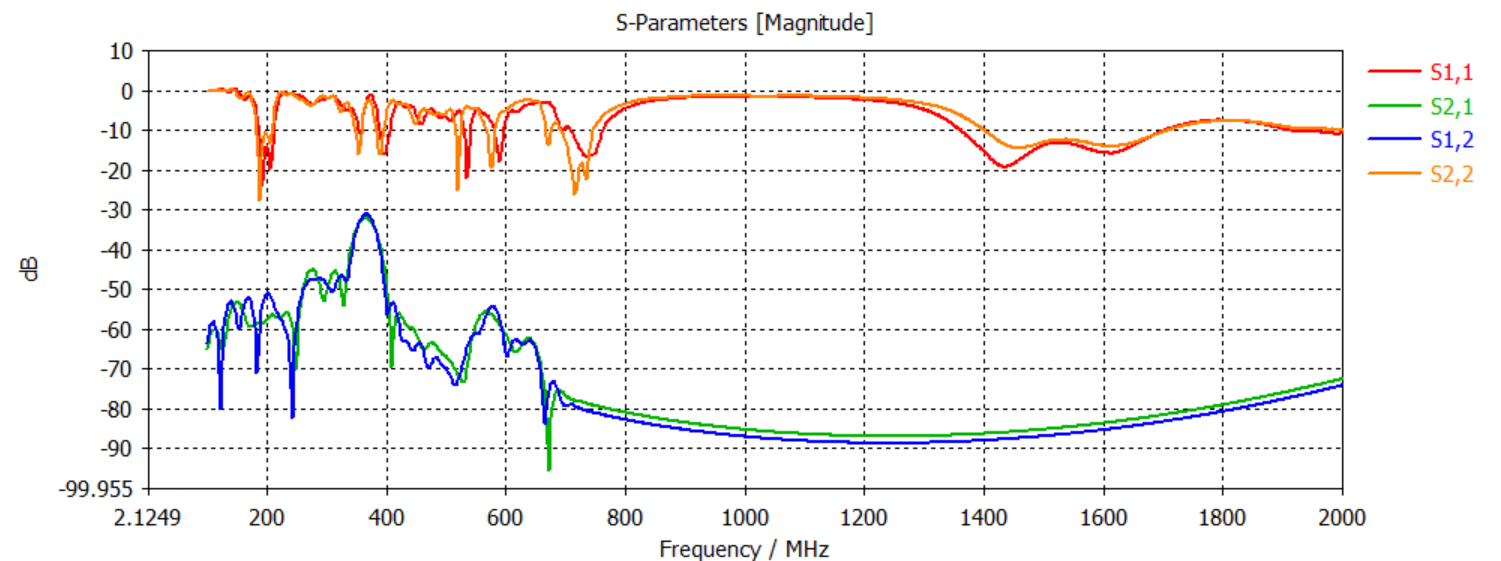 S-Parameters [Magnitude]
10
0
-10
-20
-30
-40
-50
-60
-70
-80
-90
-99.955
dB
2.1249 200 400 600 800 1000 1200 1400 1600 1800 2000
Frequency / MHz
S1,1
S2,1
S1,2
S2,2